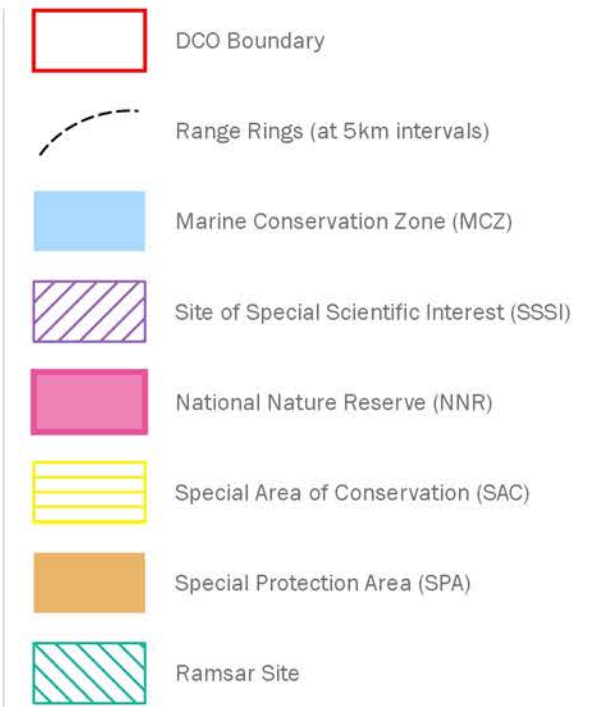 DCO Boundary
Range Rings (at 5km intervals)
Marine Conservation Zone (MCZ)
Site of Special Scientific Interest (SSSI)
National Nature Reserve (NNR)
Special Area of Conservation (SAC)
Special Protection Area (SPA)
Ramsar Site